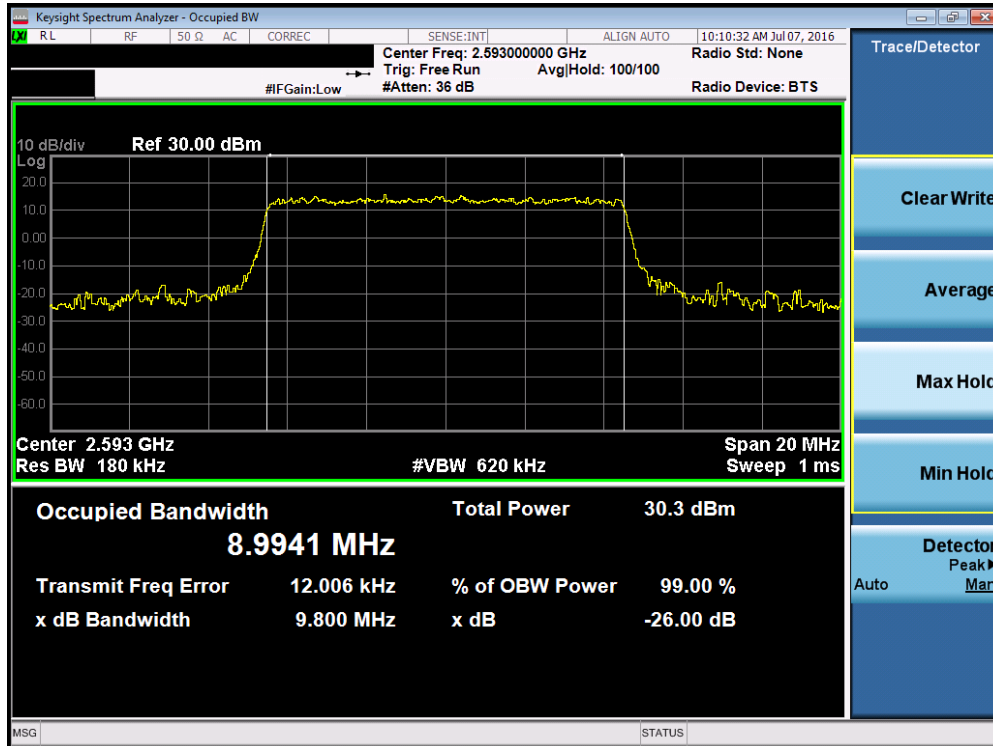 Keysight Spectrum Analyzer - Occupied BW
LXI RL RF 50 Ω AC CORREC SENSE:INT ALIGN AUTO 10:10:32 AM Jul 07, 2016
Center Freq: 2.593000000 GHz Radio Std: None
Trig: Free Run Avg|Hold: 100/100
#IFGain:Low #Atten: 36 dB Radio Device: BTS
10 dB/div Ref 30.00 dBm
Log
20.0
10.0
0.00
-10.0
-20.0
-30.0
-40.0
-50.0
-60.0
Center 2.593 GHz Span 20 MHz
Res BW 180 kHz #VBW 620 kHz Sweep 1 ms
Occupied Bandwidth Total Power 30.3 dBm
8.9941 MHz
Transmit Freq Error 12.006 kHz % of OBW Power 99.00 %
x dB Bandwidth 9.800 MHz x dB -26.00 dB
MSG STATUS
Trace/Detector
Clear Write
Average
Max Hold
Min Hold
Detector
Peak
Auto Man